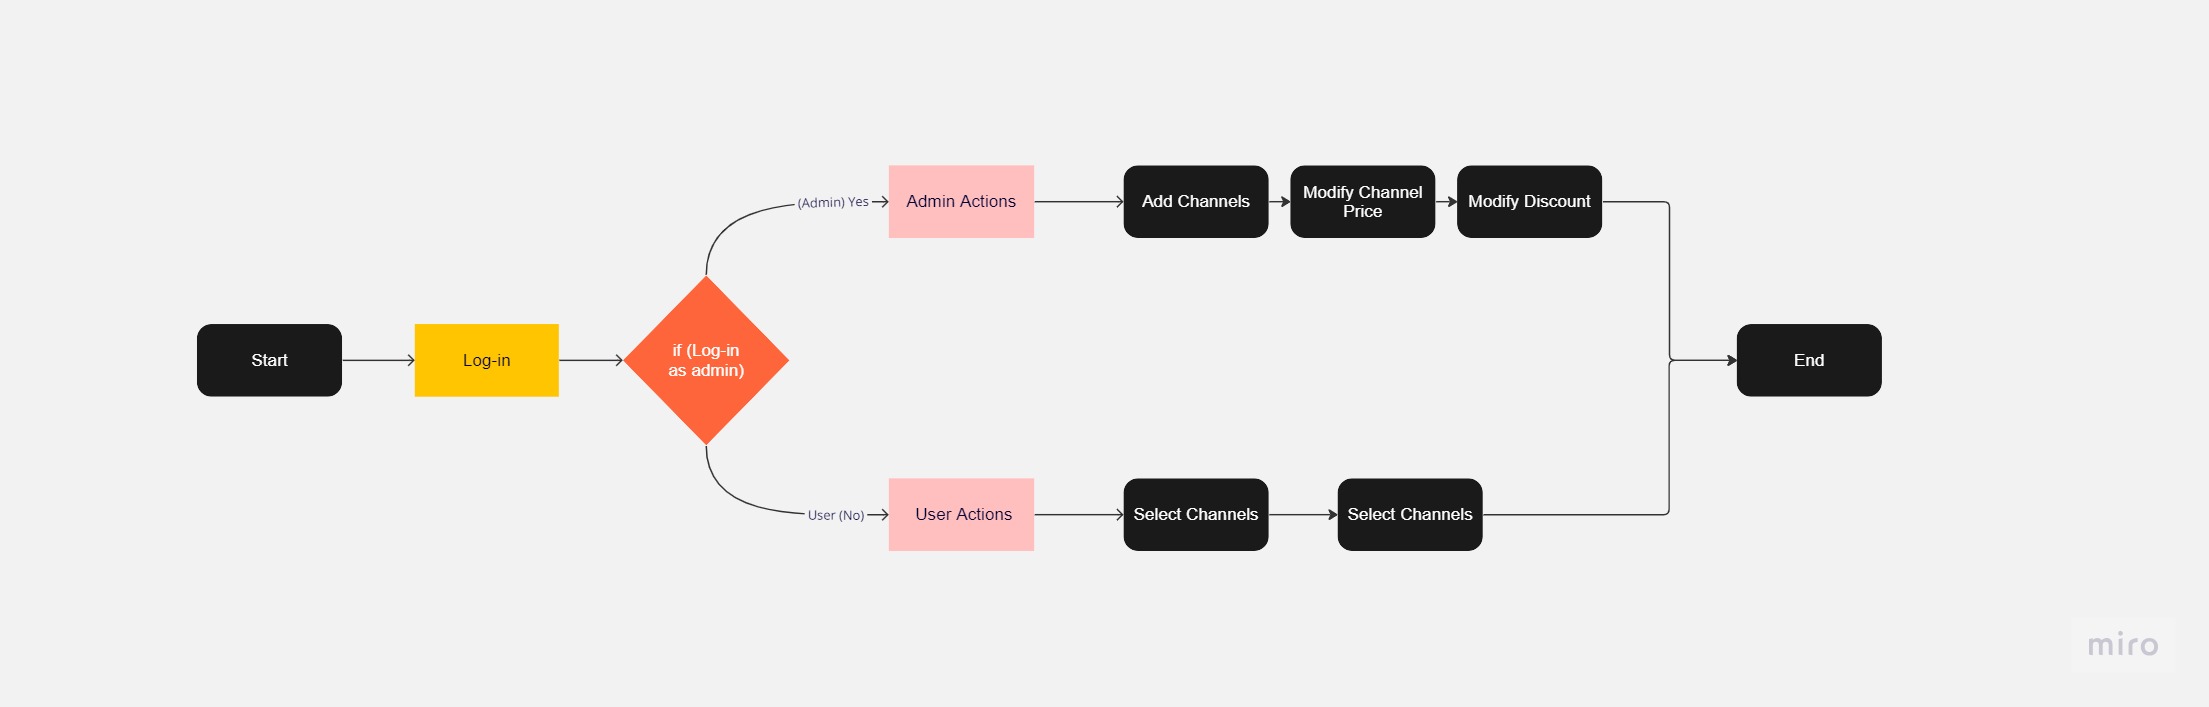 Start
Log-in
if (Log-in
as admin)
(Admin) Yes
Admin Actions
Add Channels
Modify Channel
Price
Modify Discount
User (No)
User Actions
Select Channels
Select Channels
End
miro